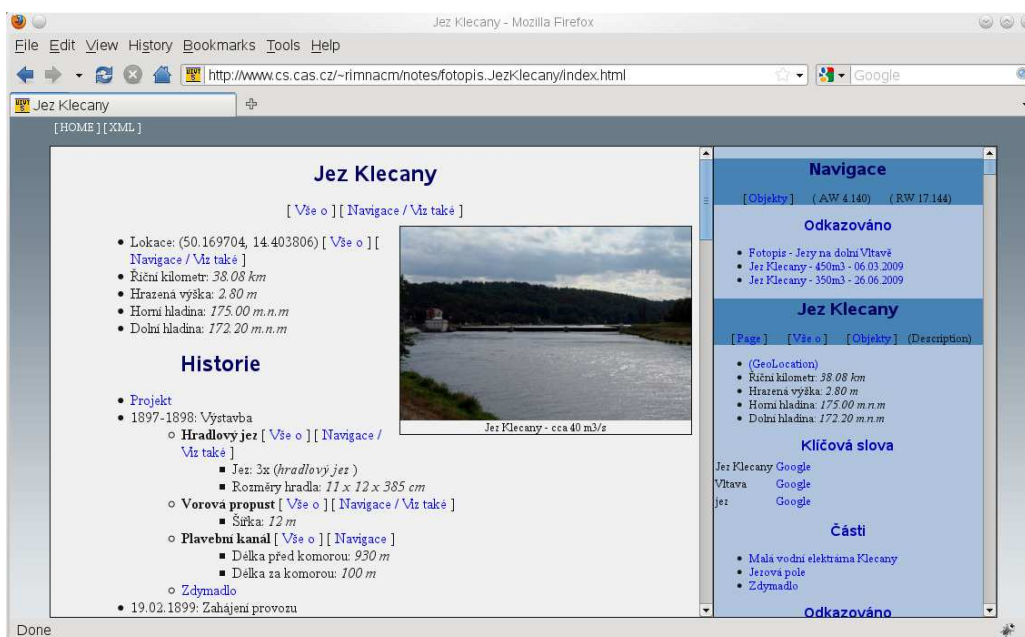 Jez Klecany - Mozilla Firefox
File Edit View History Bookmarks Tools Help
http://www.cs.cas.cz/~rimnacm/notes/fotopis.JezKlecany/index.html
Google
Jez Klecany
[ HOME ] [ XML ]
Jez Klecany
[ Vše o ] [ Navigace / Viz také ]
Lokace: (50.169704, 14.403806) [ Vše o ] [
Navigace / Viz také ]
Říční kilometr: 38.08 km
Hrazená výška: 2.80 m
Horní hladina: 175.00 m.n.m
Dolní hladina: 172.20 m.n.m
Jez Klecany - cca 40 m3/s
Historie
Projekt
1897-1898: Výstavba
Hradlový jez [ Vše o ] [ Navigace /
Viz také ]
Jez: 3x (hradlový jez )
Rozměry hradla: 11 x 12 x 385 cm
Vorová propust [ Vše o ] [ Navigace / Viz také ]
Šířka: 12 m
Plavební kanál [ Vše o ] [ Navigace ]
Délka před komorou: 930 m
Délka za komorou: 100 m
Zdymadlo
19.02.1899: Zahájení provozu
Navigace
[ Objekty ] ( AW 4.140) ( RW 17.144)
Odkazováno
Fotopis - Jezy na dolní Vltavě
Jez Klecany - 450m3 - 06.03.2009
Jez Klecany - 350m3 - 26.06.2009
Jez Klecany
[ Page ] [ Vše o ] [ Objekty ] (Description)
(GeoLocation)
Říční kilometr: 38.08 km
Hrazená výška: 2.80 m
Horní hladina: 175.00 m.n.m
Dolní hladina: 172.20 m.n.m
Klíčová slova
Jez Klecany Google
Vltava Google
jez Google
Části
Malá vodní elektrárna Klecany
Jezová pole
Zdymadlo
Odkazováno
Done